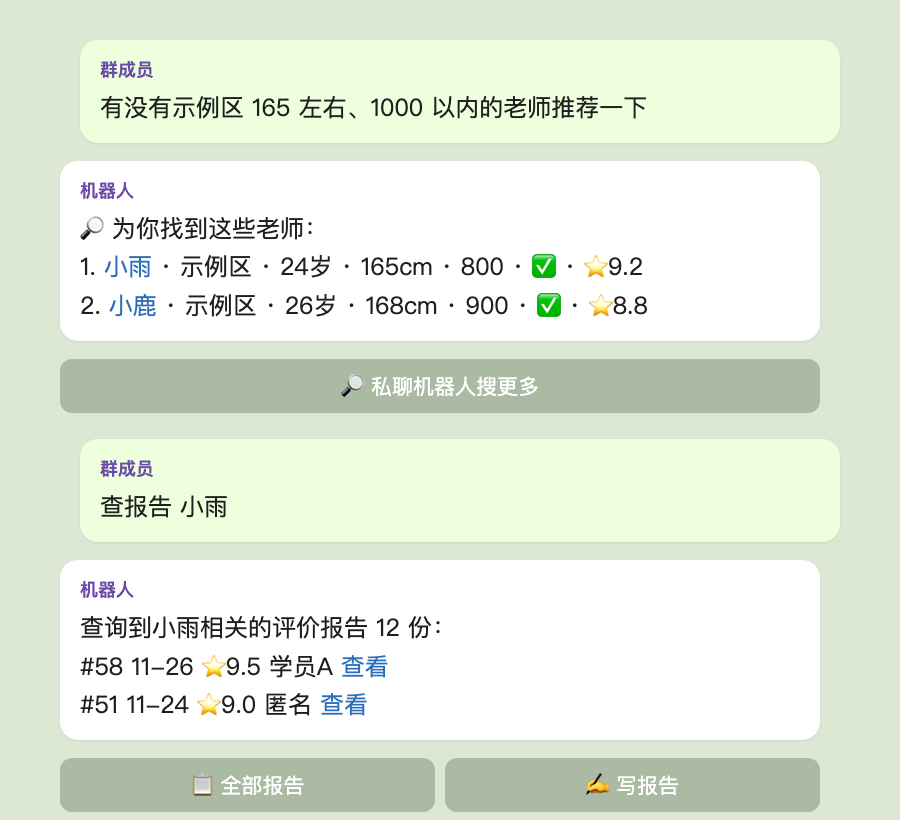 群成员
有没有示例区 165 左右、1000 以内的老师推荐一下
机器人
🔎 为你找到这些老师：
1. 小雨 · 示例区 · 24岁 · 165cm · 800 · ✅ · ⭐9.2
2. 小鹿 · 示例区 · 26岁 · 168cm · 900 · ✅ · ⭐8.8
🔎 私聊机器人搜更多
群成员
查报告 小雨
机器人
查询到小雨相关的评价报告 12 份：
#58 11-26 ⭐9.5 学员A 查看
#51 11-24 ⭐9.0 匿名 查看
📋 全部报告
✍️ 写报告